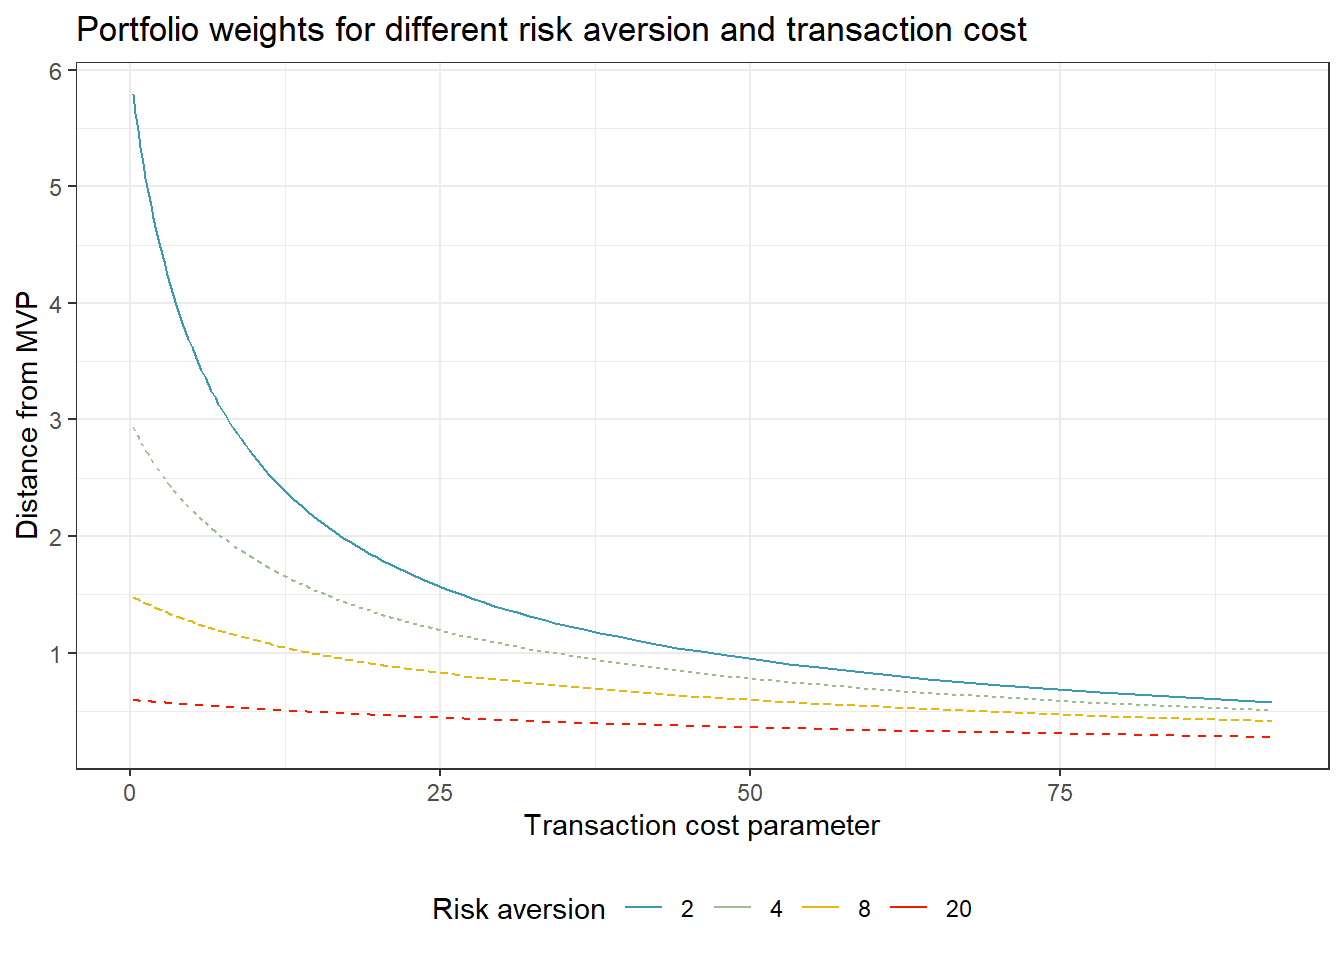 Portfolio weights for different risk aversion and transaction cost
6
5
4
3
2
1
Distance from MVP
0 25 50 75
Transaction cost parameter
Risk aversion 2 4 8 20